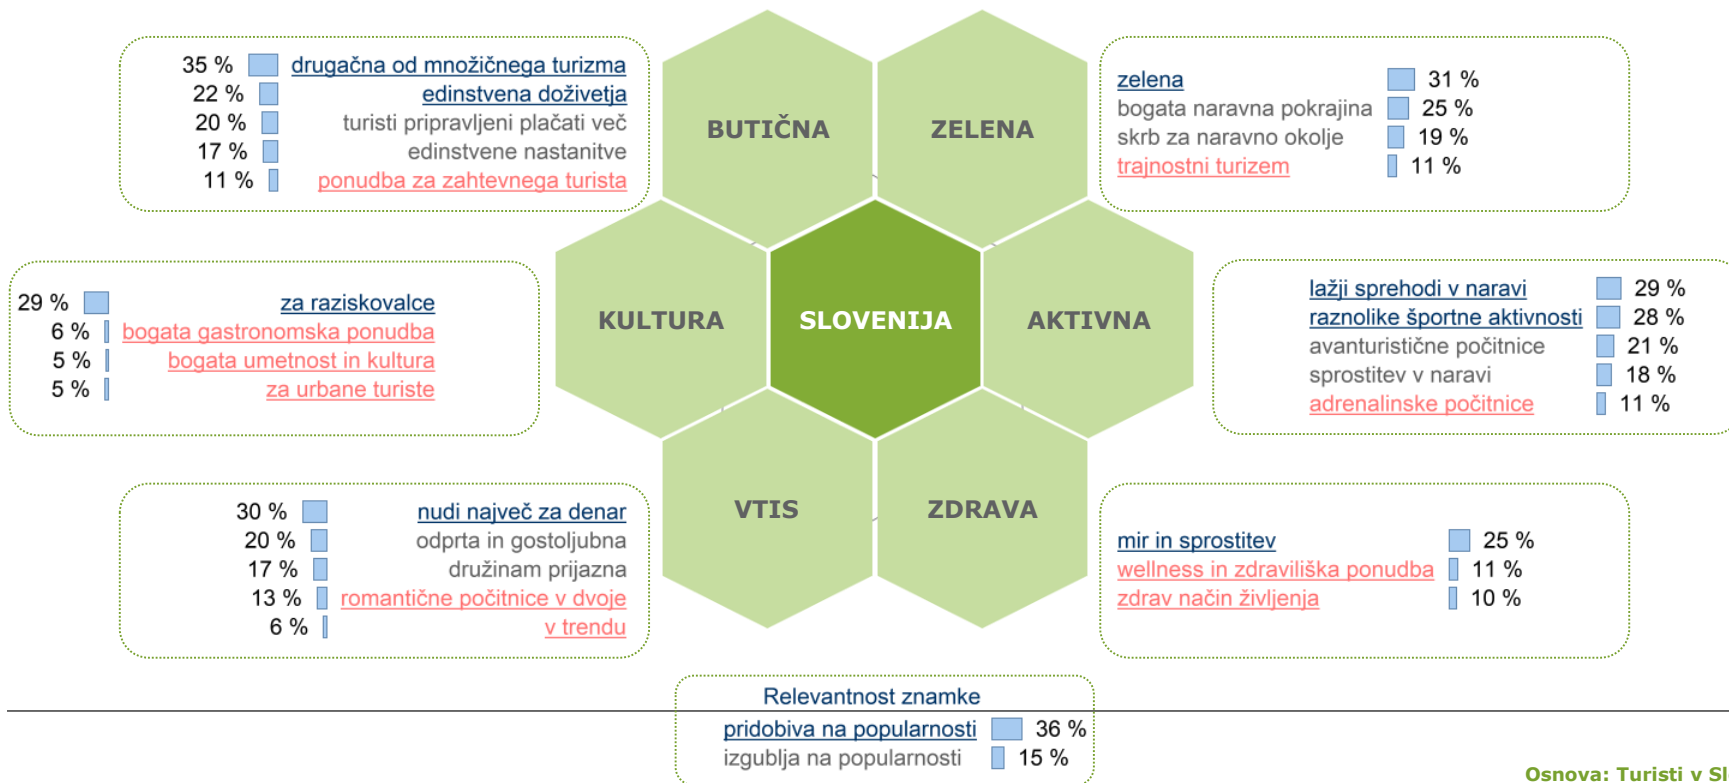 35 % drugačna od množičnega turizma
22 % edinstvena doživetja
20 % turisti pripravljeni plačati več
17 % edinstvene nastanitve
11 % ponudba za zahtevnega turista
BUTIČNA
ZELENA
zelena 31 %
bogata naravna pokrajina 25 %
skrb za naravno okolje 19 %
trajnostni turizem 11 %
29 % za raziskovalce
6 % bogata gastronomska ponudba
5 % bogata umetnost in kultura
5 % za urbane turiste
KULTURA
SLOVENIJA
AKTIVNA
lažji sprehodi v naravi 29 %
raznolike športne aktivnosti 28 %
avanturistične počitnice 21 %
sprostitev v naravi 18 %
adrenalinske počitnice 11 %
30 % nudi največ za denar
20 % odprta in gostoljubna
17 % družinam prijazna
13 % romantične počitnice v dvoje
6 % v trendu
VTIS
ZDRAVA
mir in sprostitev 25 %
wellness in zdraviliška ponudba 11 %
zdrav način življenja 10 %
Relevantnost znamke
pridobiva na popularnosti 36 %
izgublja na popularnosti 15 %
Osnova: Turisti v Sl